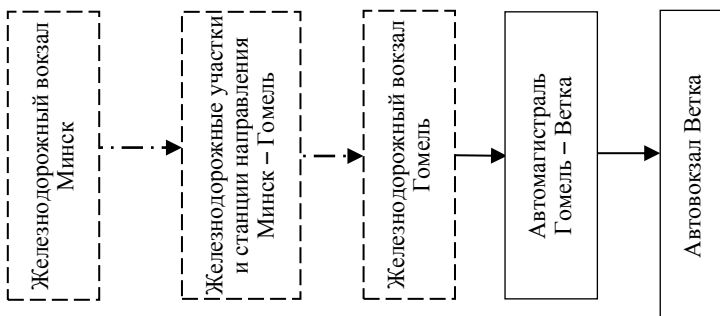 Железнодорожный вокзал
Минск
Железнодорожные участки
и станции направления
Минск – Гомель
Железнодорожный вокзал
Гомель
Автомагистраль
Гомель – Ветка
Автовокзал Ветка